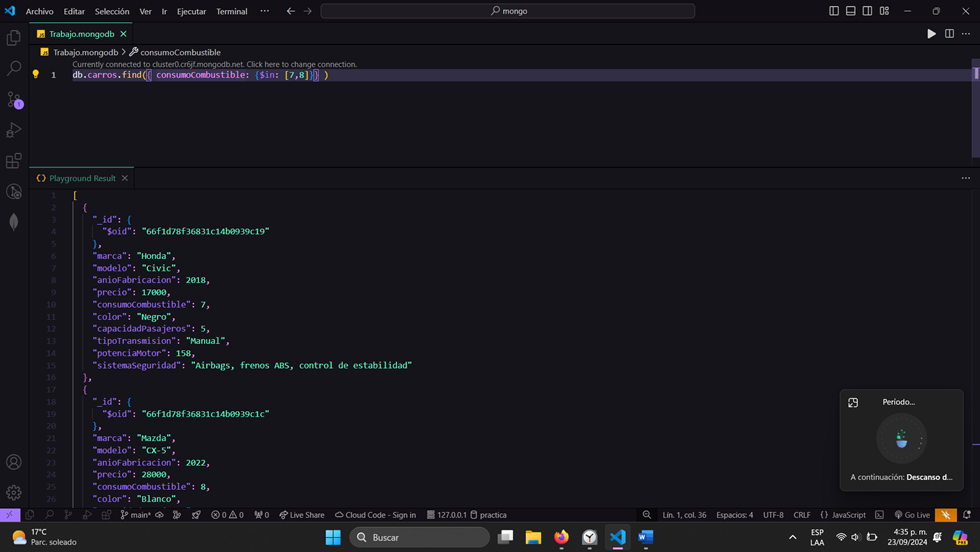 Archivo Editar Selección Ver Ir Ejecutar Terminal ··· mongo
Trabajo.mongodb
Trabajo.mongodb > consumoCombustible
Currently connected to cluster0.cr6jf.mongodb.net. Click here to change connection.
1 db.carros.find({ consumoCombustible: {$in: [7,8]}} )
Playground Result
1 [
2 {
3 "_id": {
4 "$oid": "66f1d78f36831c14b0939c19"
5 },
6 "marca": "Honda",
7 "modelo": "Civic",
8 "anioFabricacion": 2018,
9 "precio": 17000,
10 "consumoCombustible": 7,
11 "color": "Negro",
12 "capacidadPasajeros": 5,
13 "tipoTransmision": "Manual",
14 "potenciaMotor": 158,
15 "sistemaSeguridad": "Airbags, frenos ABS, control de estabilidad"
16 },
17 {
18 "_id": {
19 "$oid": "66f1d78f36831c14b0939c1c"
20 },
21 "marca": "Mazda",
22 "modelo": "CX-5",
23 "anioFabricacion": 2022,
24 "precio": 28000,
25 "consumoCombustible": 8,
26 "color": "Blanco",
Período...
A continuación: Descanso d...
main* 0 0 0 Live Share Cloud Code - Sign in 127.0.0.1 practica Lín. 1, col. 36 Espacios: 4 UTF-8 CRLF {} JavaScript Go Live
17°C
Parc. soleado
Buscar
ESP
LAA
4:35 p. m.
23/09/2024